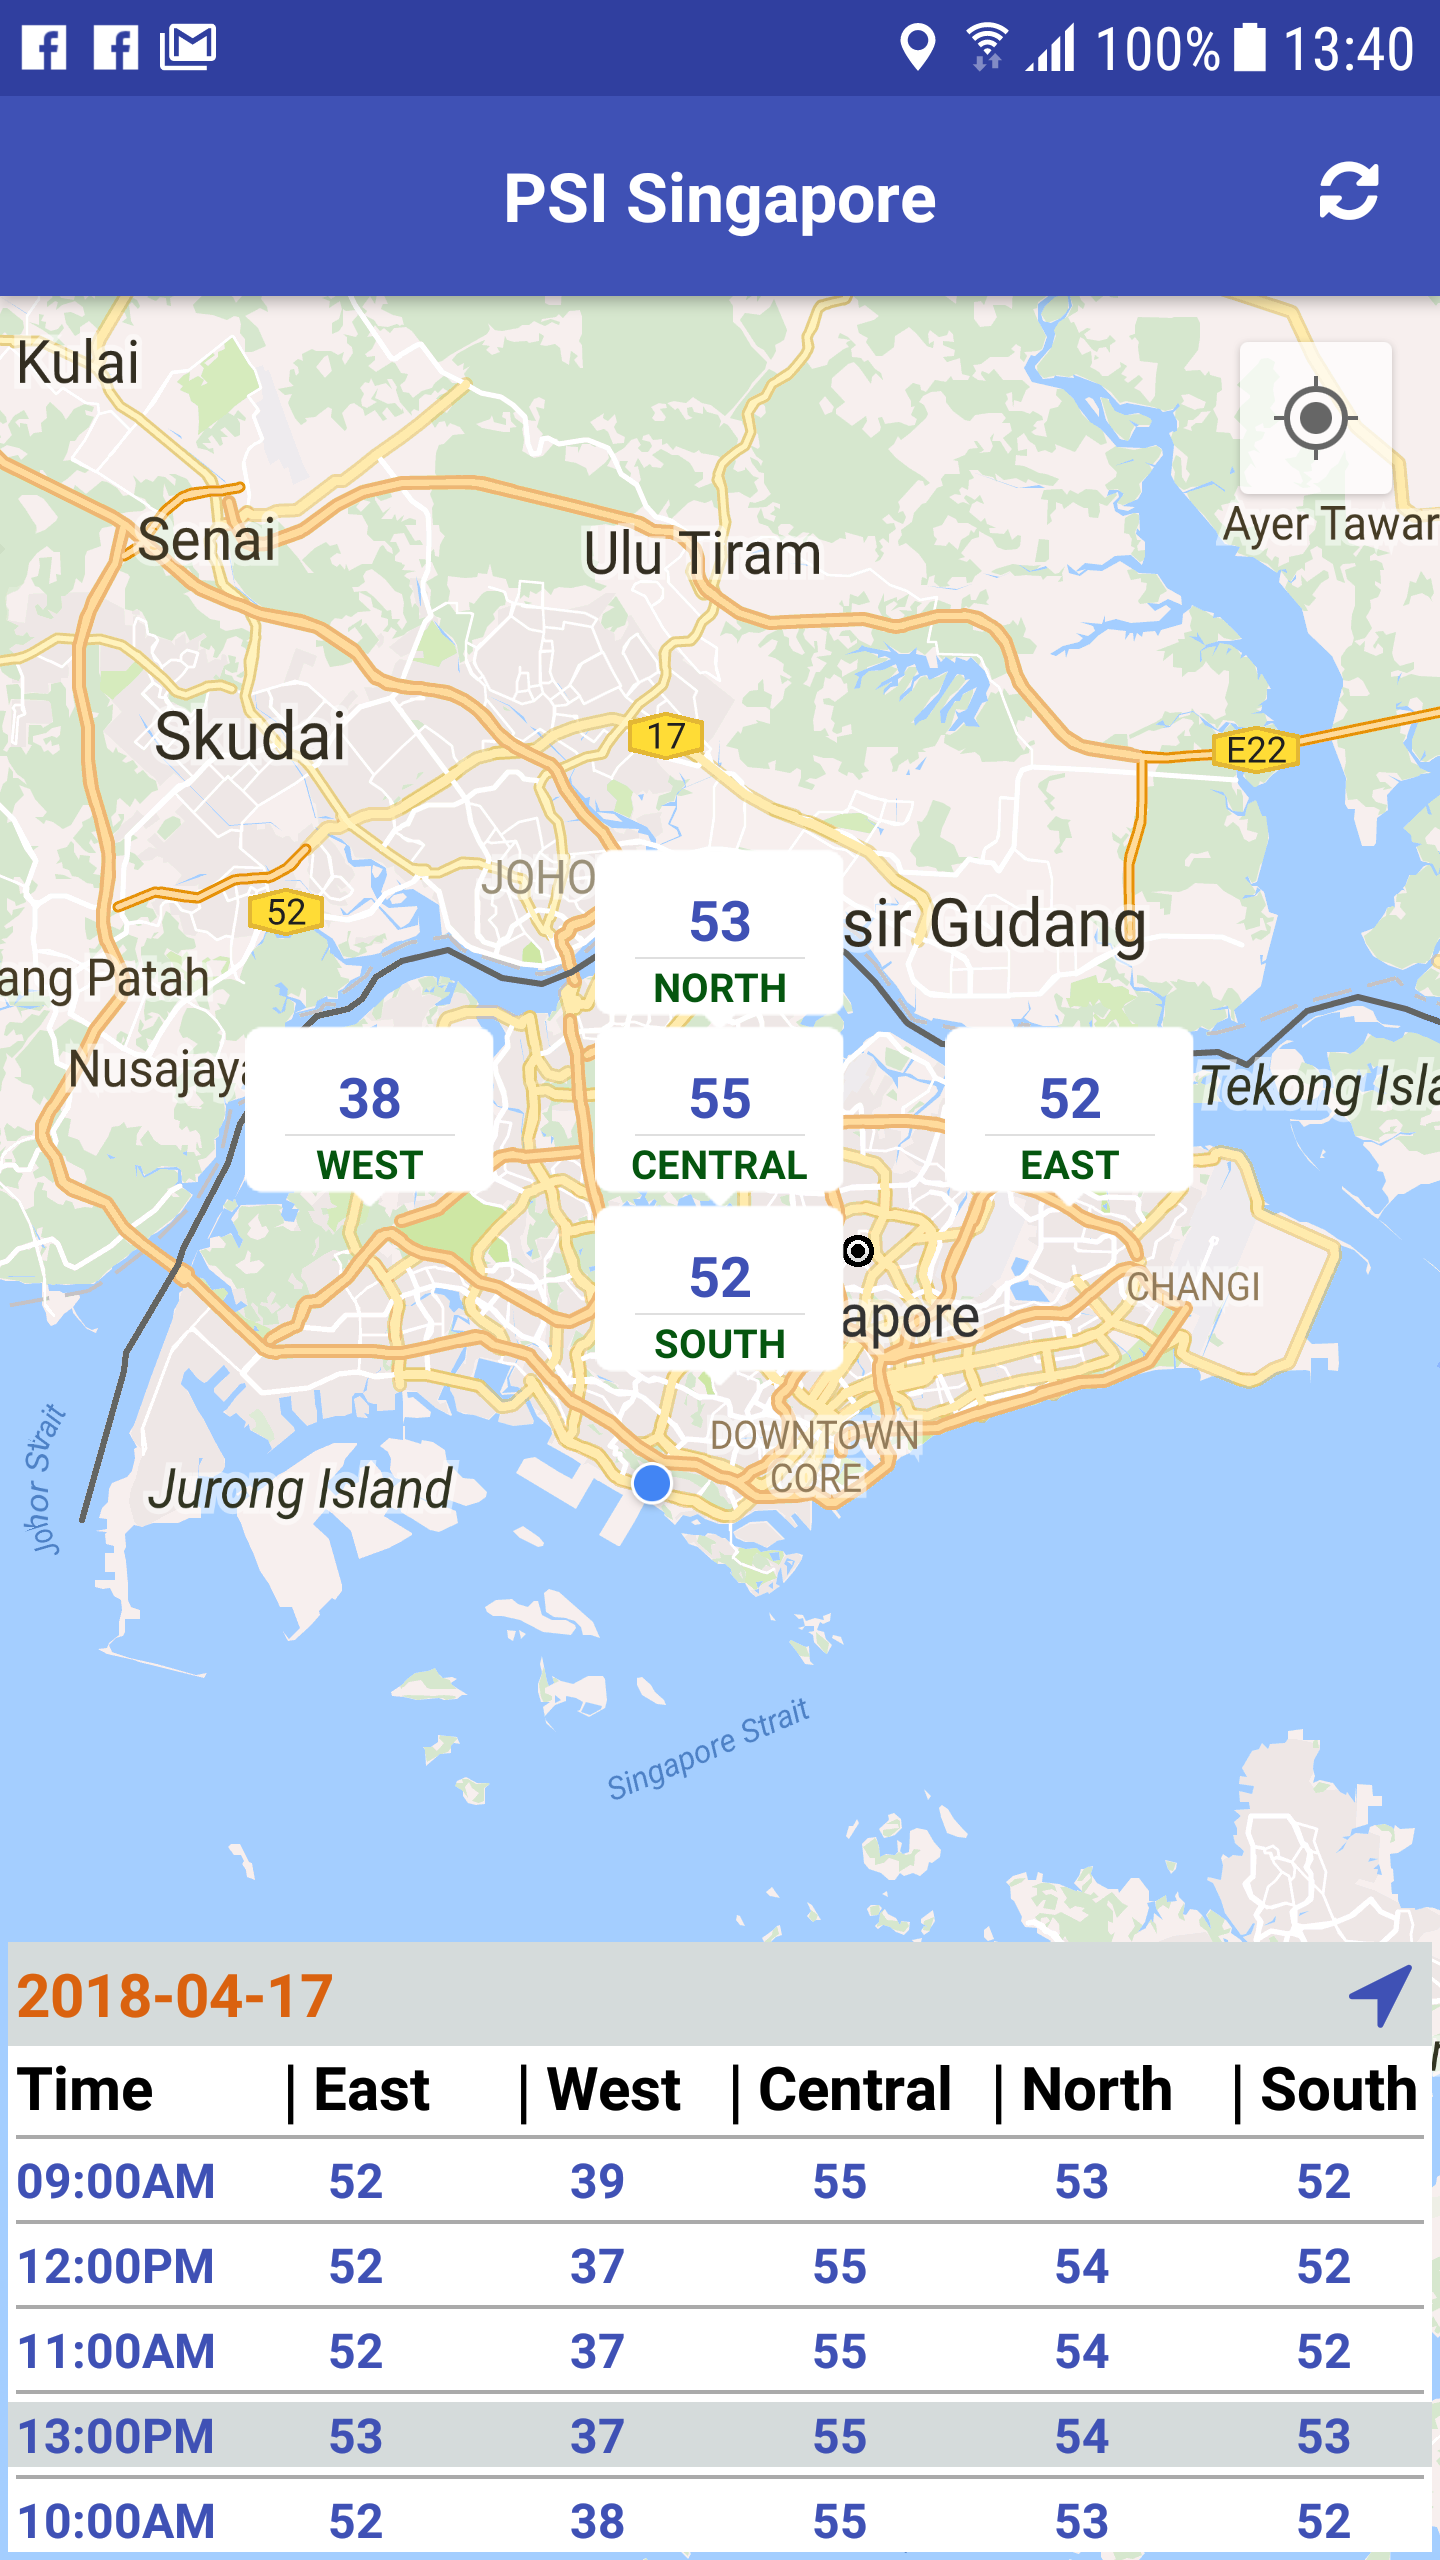 100% 13:40
PSI Singapore
Kulai
Ayer Tawar
Senai
Ulu Tiram
Skudai
17
E22
JOHO
52
sir Gudang
53
NORTH
ang Patah
Nusajaya
38
WEST
55
CENTRAL
52
EAST
Tekong Isla
52
SOUTH
apore
CHANGI
DOWNTOWN
CORE
Johor Strait
Jurong Island
Singapore Strait
2018-04-17
Time | East | West | Central | North | South
09:00AM 52 39 55 53 52
12:00PM 52 37 55 54 52
11:00AM 52 37 55 54 52
13:00PM 53 37 55 54 53
10:00AM 52 38 55 53 52